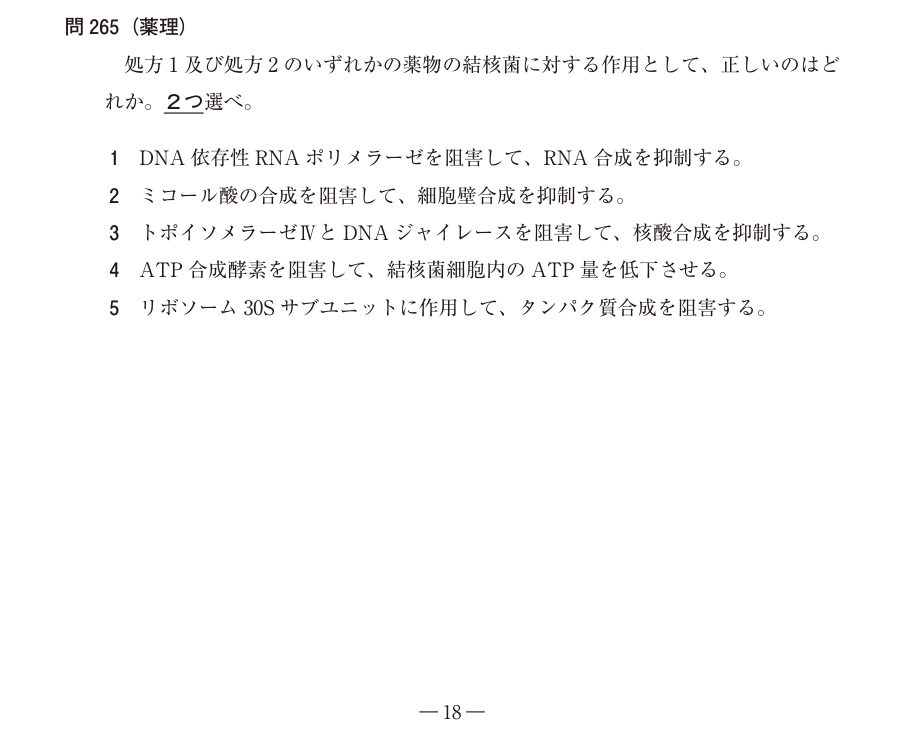 問 265（薬理）
処方１及び処方２のいずれかの薬物の結核菌に対する作用として、正しいのはど
れか。２つ選べ。
1 DNA 依存性 RNA ポリメラーゼを阻害して、RNA 合成を抑制する。
2 ミコール酸の合成を阻害して、細胞壁合成を抑制する。
3 トポイソメラーゼⅣと DNA ジャイレースを阻害して、核酸合成を抑制する。
4 ATP 合成酵素を阻害して、結核菌細胞内の ATP 量を低下させる。
5 リボソーム 30S サブユニットに作用して、タンパク質合成を阻害する。
― 18 ―